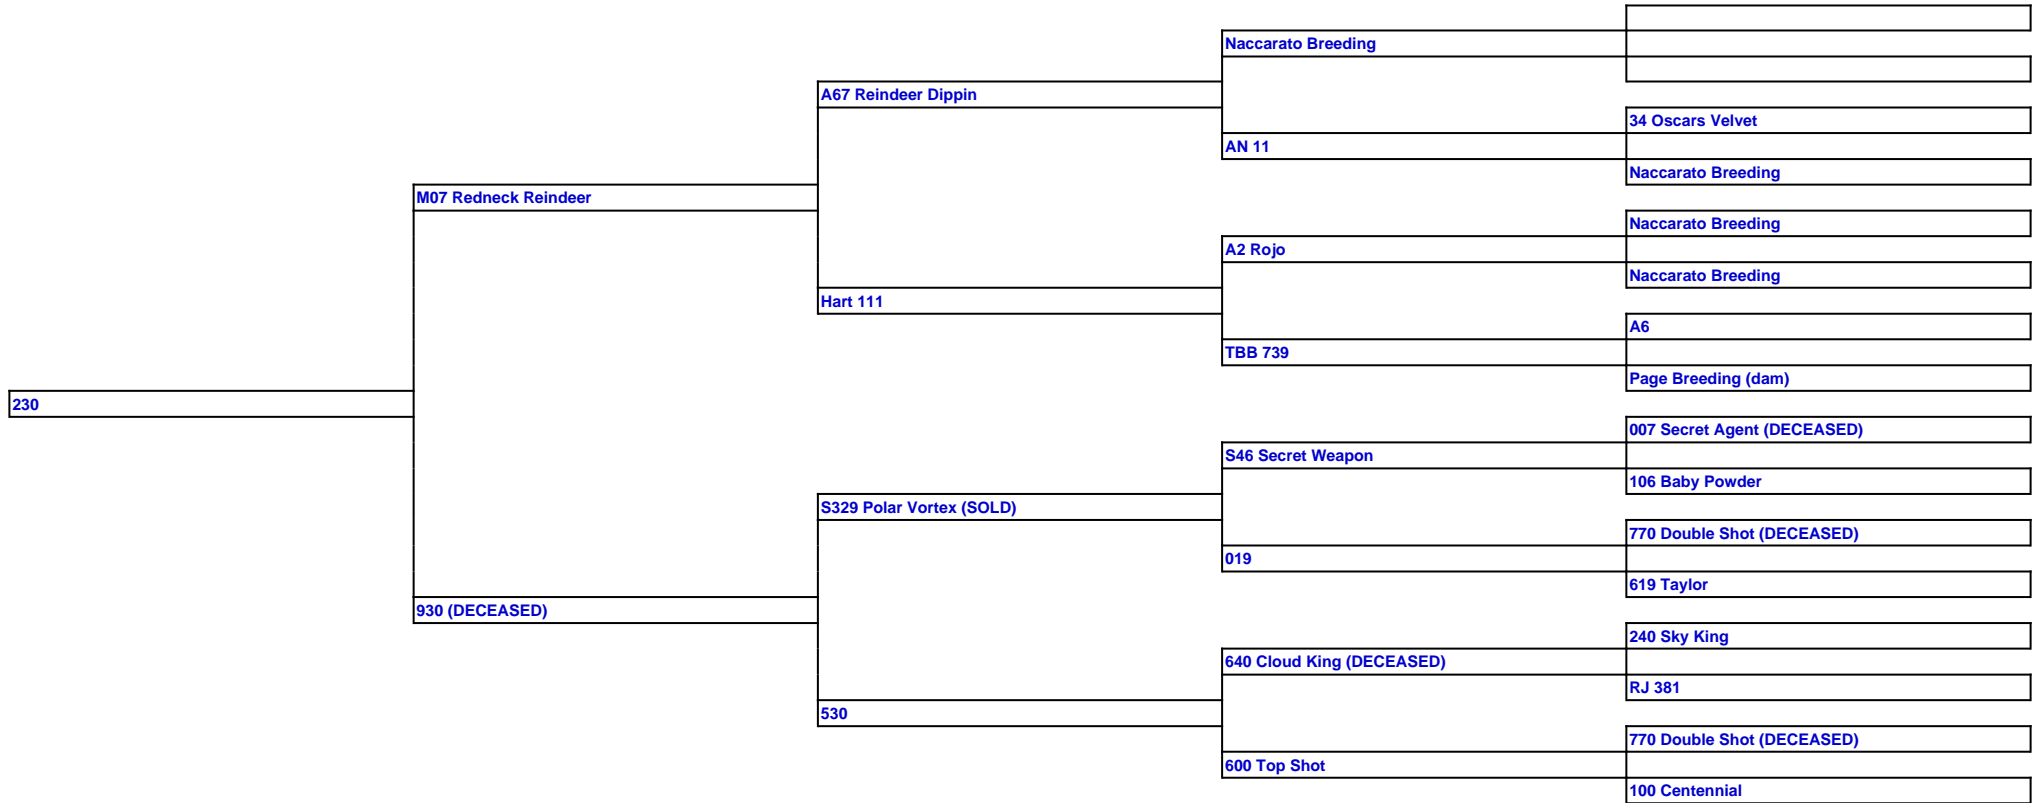 Naccarato Breeding
A67 Reindeer Dippin
34 Oscars Velvet
AN 11
Naccarato Breeding
M07 Redneck Reindeer
Naccarato Breeding
A2 Rojo
Naccarato Breeding
Hart 111
A6
TBB 739
Page Breeding (dam)
230
007 Secret Agent (DECEASED)
S46 Secret Weapon
106 Baby Powder
S329 Polar Vortex (SOLD)
770 Double Shot (DECEASED)
019
619 Taylor
930 (DECEASED)
240 Sky King
640 Cloud King (DECEASED)
RJ 381
530
770 Double Shot (DECEASED)
600 Top Shot
100 Centennial